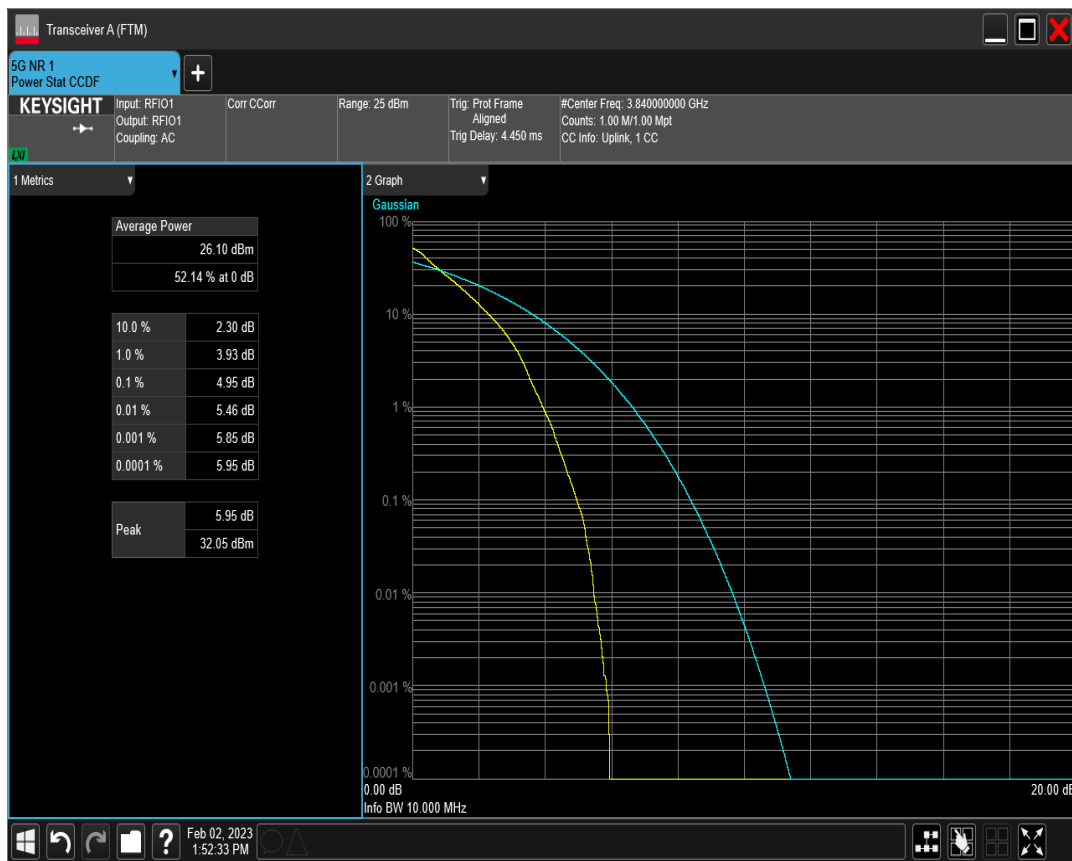 Transceiver A (FTM)
5G NR 1
Power Stat CCDF
+
KEYSIGHT
LXI
Input: RFIO1
Output: RFIO1
Coupling: AC
Corr CCorr
Range: 25 dBm
Trig: Prot Frame
Aligned
Trig Delay: 4.450 ms
#Center Freq: 3.840000000 GHz
Counts: 1.00 M/1.00 Mpt
CC Info: Uplink, 1 CC
1 Metrics
Average Power
26.10 dBm
52.14 % at 0 dB
10.0 % 2.30 dB
1.0 % 3.93 dB
0.1 % 4.95 dB
0.01 % 5.46 dB
0.001 % 5.85 dB
0.0001 % 5.95 dB
Peak
5.95 dB
32.05 dBm
2 Graph
Gaussian
100 %
10 %
1 %
0.1 %
0.01 %
0.001 %
0.0001 %
0.00 dB 20.00 dB
Info BW 10.000 MHz
?
Feb 02, 2023
1:52:33 PM